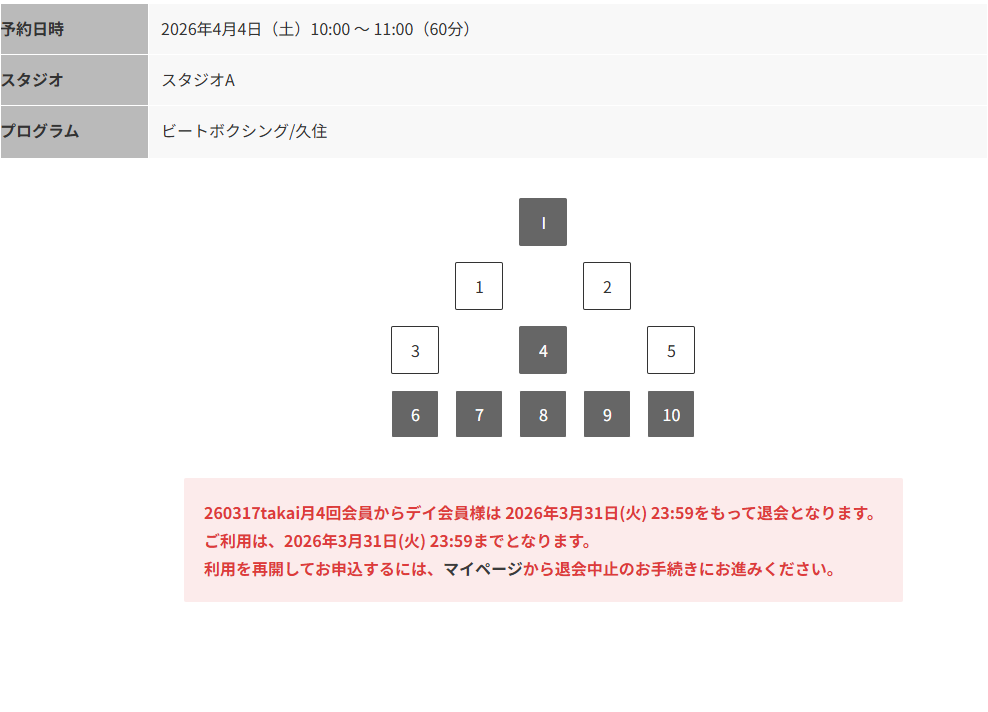 予約日時 2026年4月4日（土）10:00 〜 11:00（60分）
スタジオ スタジオA
プログラム ビートボクシング/久住
I
1 2
3 4 5
6 7 8 9 10
260317takai月4回会員からデイ会員様は 2026年3月31日(火) 23:59をもって退会となります。
ご利用は、2026年3月31日(火) 23:59までとなります。
利用を再開してお申込するには、マイページから退会中止のお手続きにお進みください。